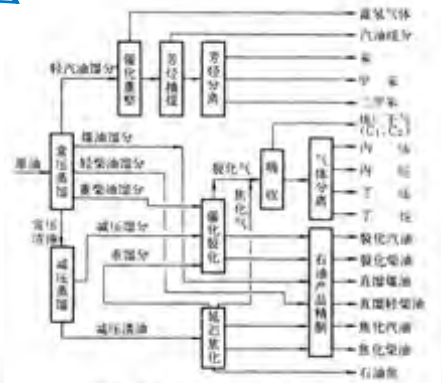 富氢气体
汽油组分
轻汽油馏分
催化重整
芳烃抽提
芳烃分离
苯
甲 苯
二甲苯
(C₁、C₂)
煤油馏分
轻柴油馏分
重柴油馏分
原油
常压蒸馏
裂化气
焦化气
吸收
气体分离
丙 烯
丙 烷
丁 烯
丁 烷
常压渣油
减压馏分
催化裂化
减压蒸馏
重馏分
减压渣油
延迟焦化
石油产品精制
裂化汽油
裂化柴油
直馏煤油
直馏轻柴油
焦化汽油
焦化柴油
石油焦